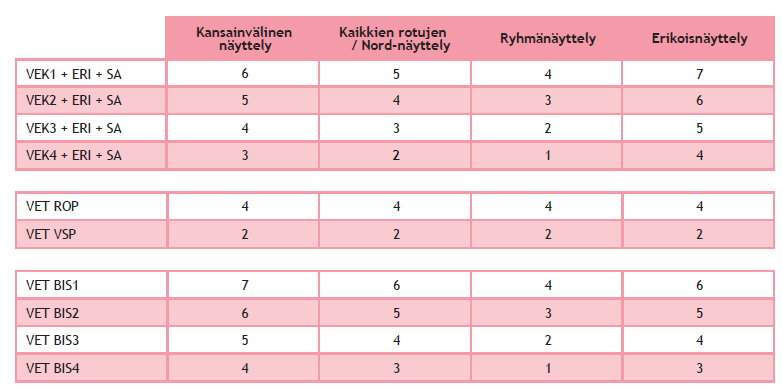 Kansainvälinen näyttely Kaikkien rotujen / Nord-näyttely Ryhmänäyttely Erikoisnäyttely
VEK1 + ERI + SA 6 5 4 7
VEK2 + ERI + SA 5 4 3 6
VEK3 + ERI + SA 4 3 2 5
VEK4 + ERI + SA 3 2 1 4
VET ROP 4 4 4 4
VET VSP 2 2 2 2
VET BIS1 7 6 4 6
VET BIS2 6 5 3 5
VET BIS3 5 4 2 4
VET BIS4 4 3 1 3